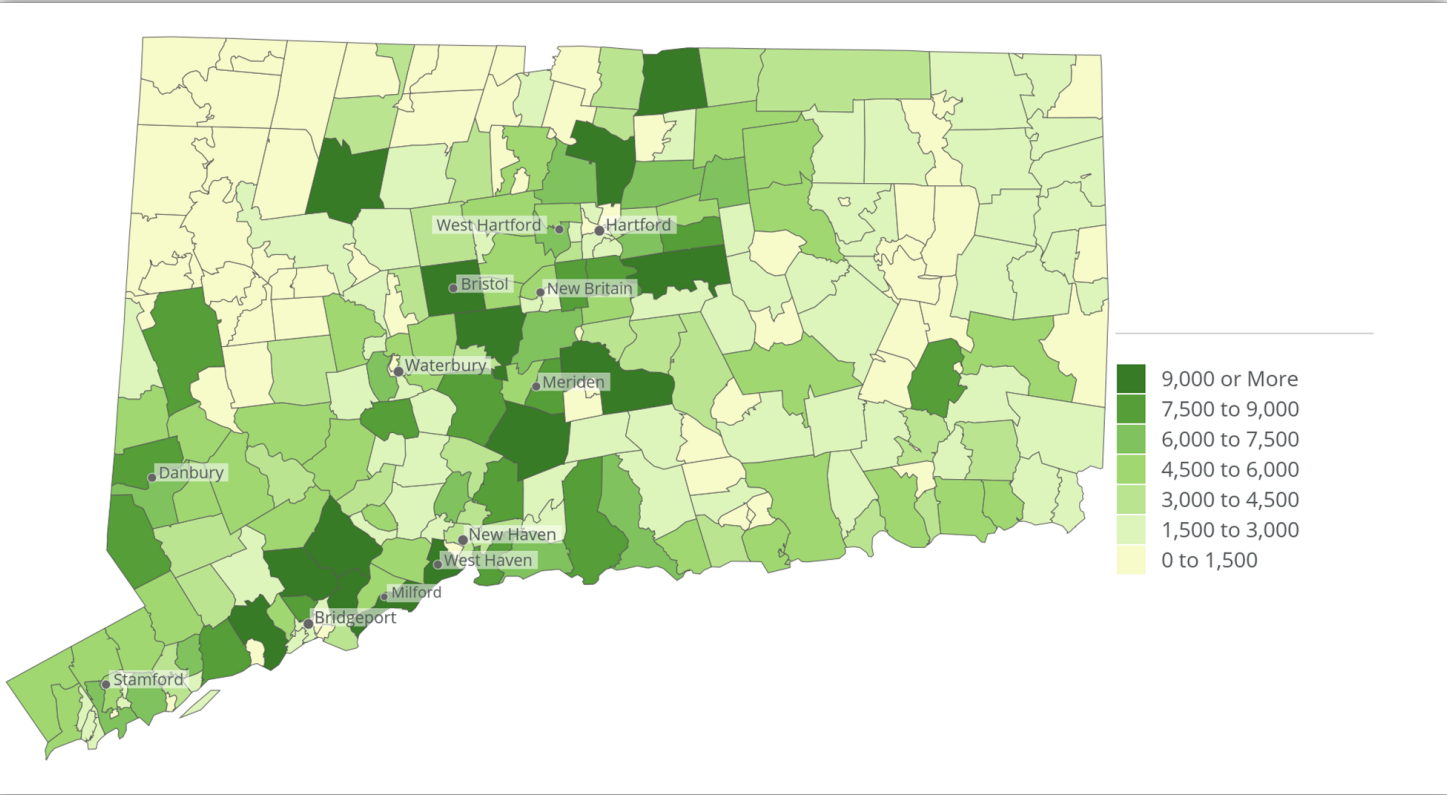 West Hartford
Hartford
Bristol
New Britain
Waterbury
Meriden
Danbury
New Haven
West Haven
Milford
Bridgeport
Stamford
9,000 or More
7,500 to 9,000
6,000 to 7,500
4,500 to 6,000
3,000 to 4,500
1,500 to 3,000
0 to 1,500